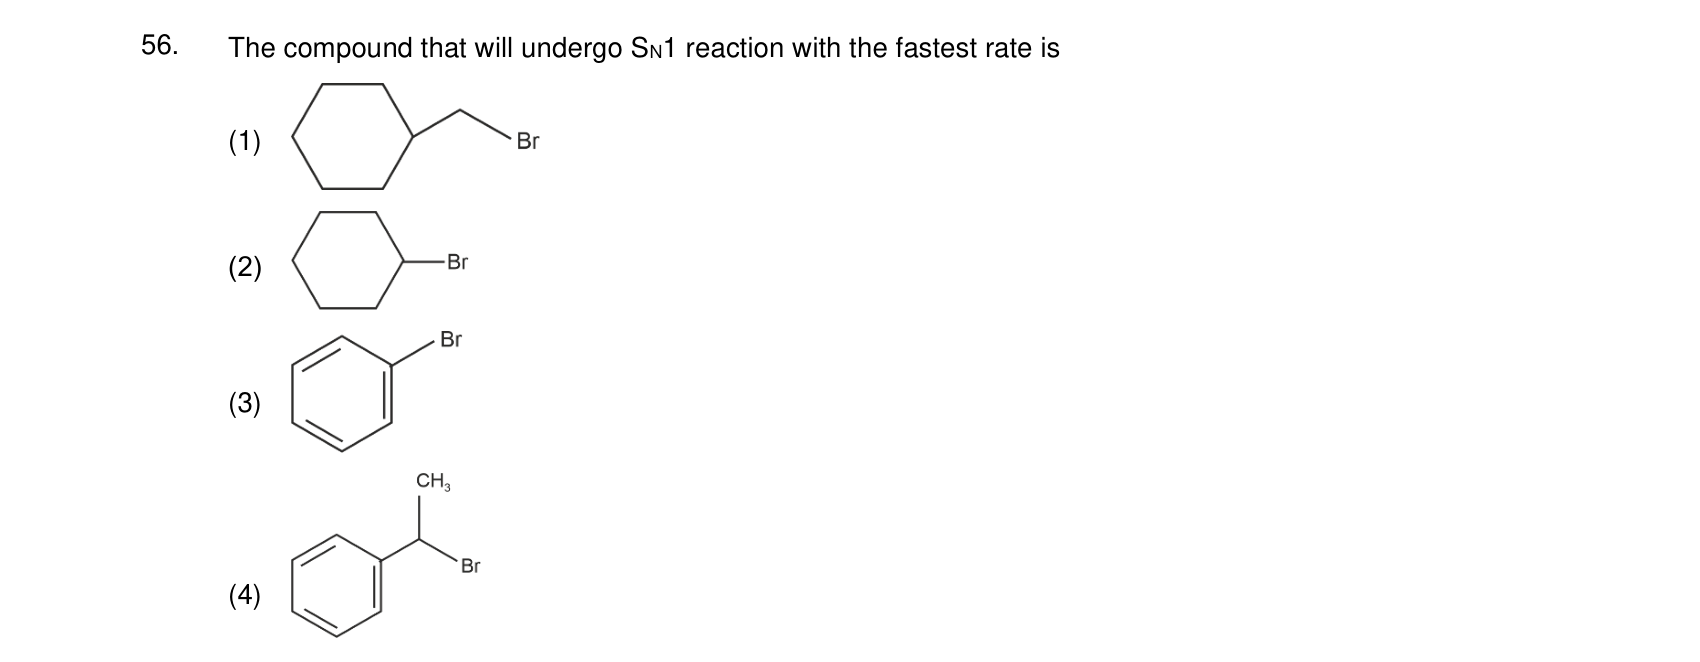 56. The compound that will undergo SN1 reaction with the fastest rate is
(1) Br
(2) Br
(3) Br
CH₃
(4) Br